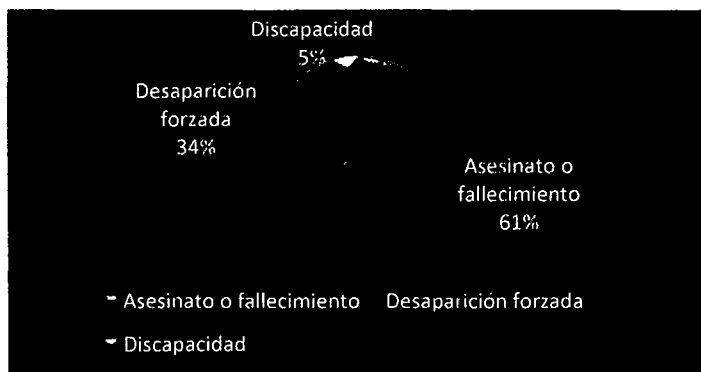 Discapacidad
5%
Desaparición
forzada
34%
Asesinato o
fallecimiento
61%
Asesinato o fallecimiento Desaparición forzada
Discapacidad